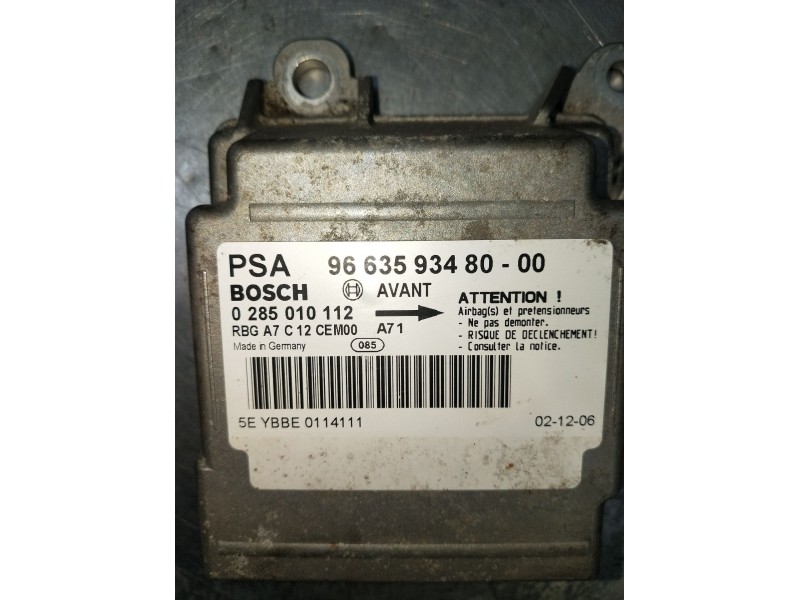 PSA 96 635 934 80 - 00
BOSCH AVANT
0 285 010 112
RBG A7 C 12 CEM00 A71
Made in Germany 085
ATTENTION !
Airbag(s) et pretensionneurs
- Ne pas demonter.
- RISQUE DE DECLENCHEMENT!
- Consulter la notice.
5E YBBE 0114111 02-12-06